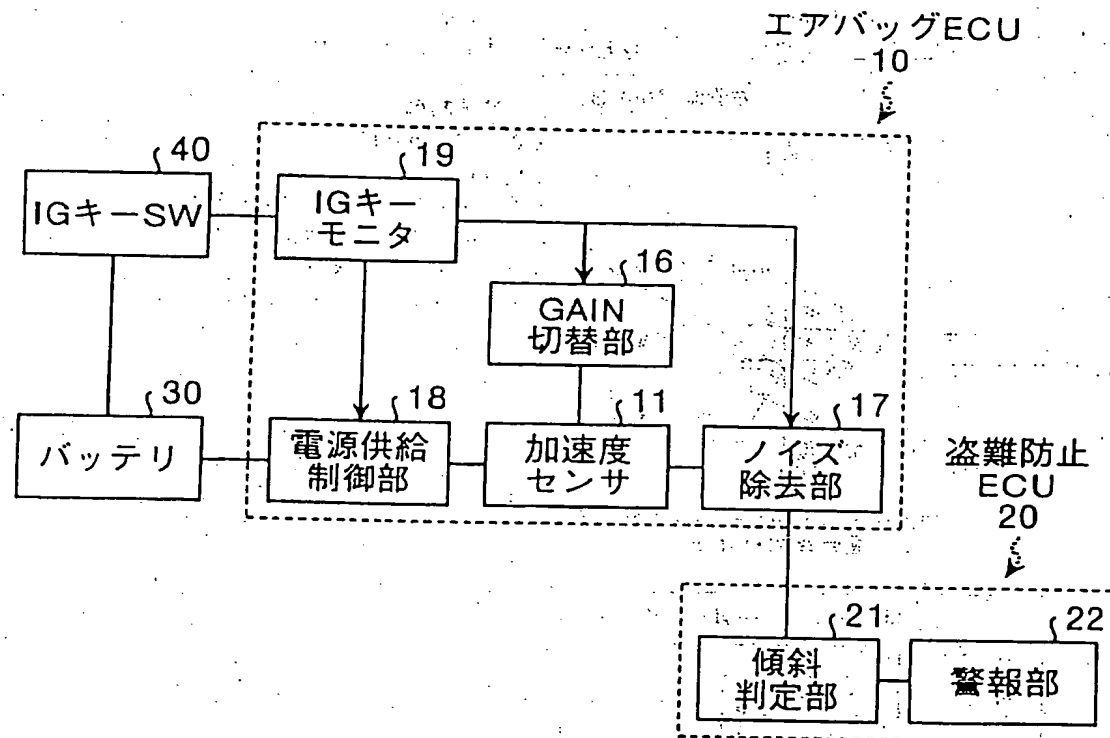 エアバッグECU
10
40
IGキーSW
19
IGキー
モニタ
16
GAIN
切替部
30
バッテリ
18
電源供給
制御部
11
加速度
センサ
17
ノイズ
除去部
盗難防止
ECU
20
21
傾斜
判定部
22
警報部